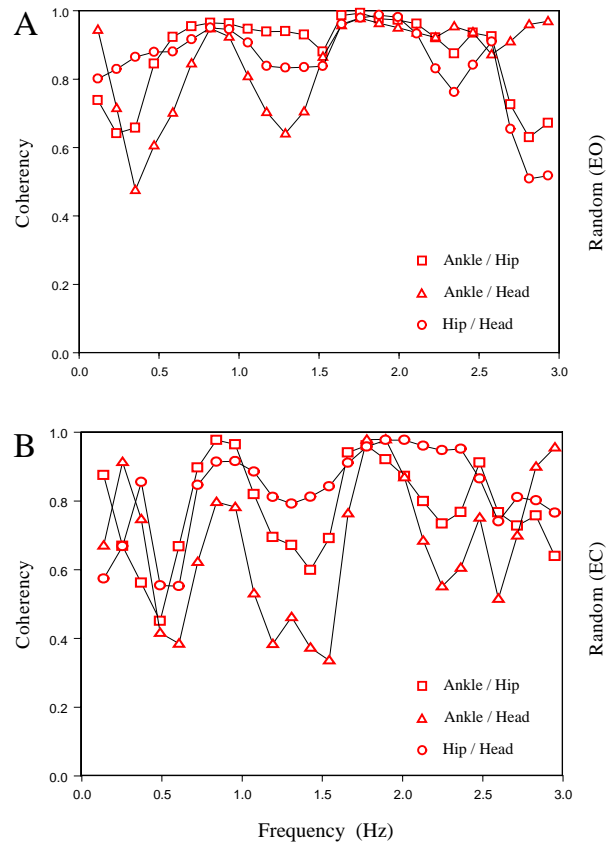 A
1.0
0.8
0.6
0.4
0.2
0.0
Coherency
Random (EO)
Ankle / Hip
Ankle / Head
Hip / Head
0.0 0.5 1.0 1.5 2.0 2.5 3.0
B
1.0
0.8
0.6
0.4
0.2
0.0
Coherency
Random (EC)
Ankle / Hip
Ankle / Head
Hip / Head
0.0 0.5 1.0 1.5 2.0 2.5 3.0
Frequency (Hz)